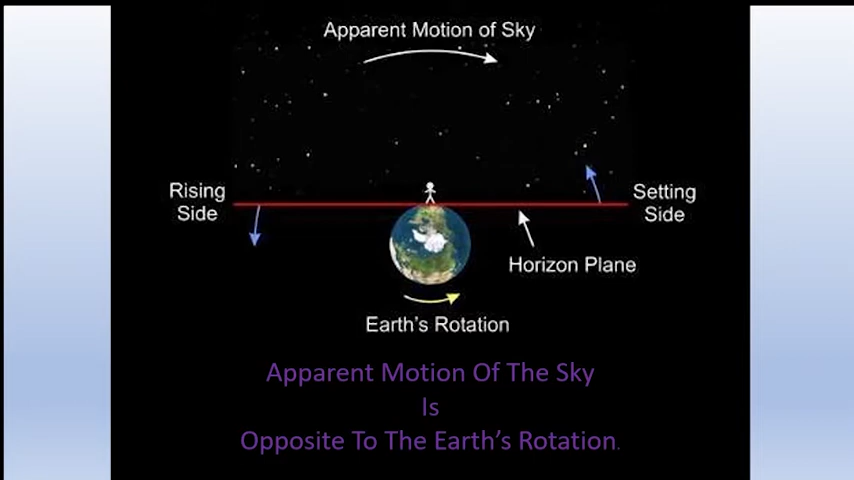 Apparent Motion of Sky
Rising
Side
Setting
Side
Horizon Plane
Earth's Rotation
Apparent Motion Of The Sky
Is
Opposite To The Earth's Rotation.